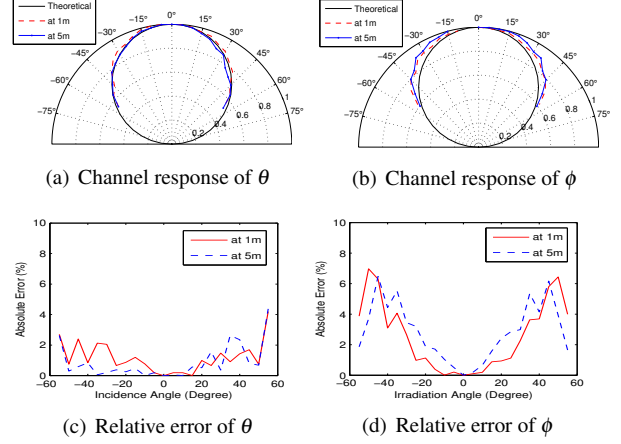 Theoretical
at 1m
at 5m
0°
−15° 15°
−30° 30°
−45° 45°
−60° 60°
−75° 75°
0.2 0.4 0.6 0.8 1
(a) Channel response of θ
Theoretical
at 1m
at 5m
0°
−15° 15°
−30° 30°
−45° 45°
−60° 60°
−75° 75°
0.2 0.4 0.6 0.8 1
(b) Channel response of ϕ
Absolute Error (%)
10
8
6
4
2
0
at 1m
at 5m
−60 −40 −20 0 20 40 60
Incidence Angle (Degree)
(c) Relative error of θ
Absolute Error (%)
10
8
6
4
2
0
at 1m
at 5m
−60 −40 −20 0 20 40 60
Irradiation Angle (Degree)
(d) Relative error of ϕ